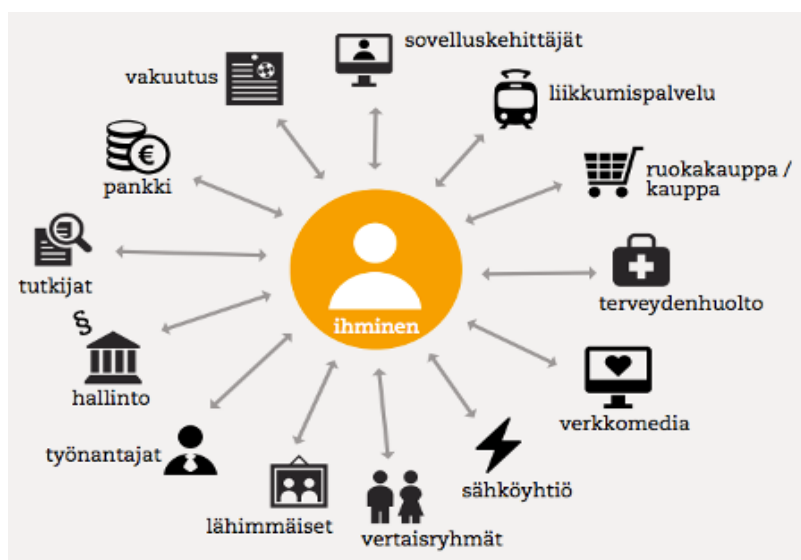 sovelluskehittäjät
vakuutus
liikkumispalvelu
ruokakauppa /
kauppa
€
pankki
tutkijat
terveydenhuolto
ihminen
§
hallinto
verkkomedia
työnantajat
sähköyhtiö
lähimmäiset
vertaisryhmät